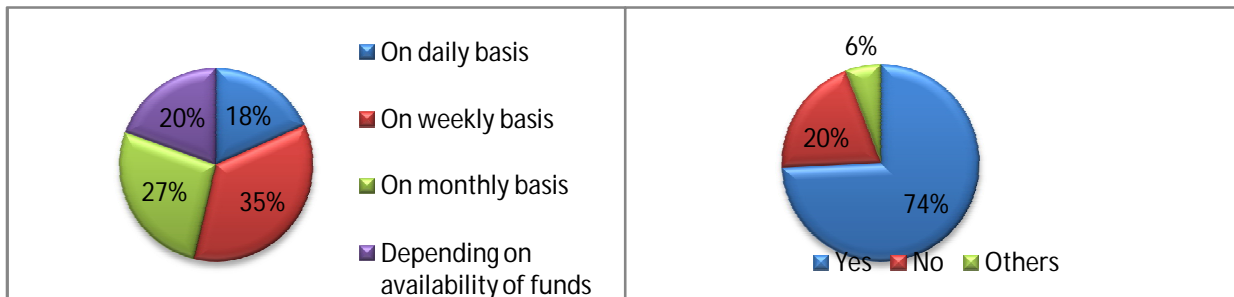 On daily basis
18%
20%
On weekly basis
27%
35%
On monthly basis
Depending on
availability of funds
6%
20%
74%
Yes No Others